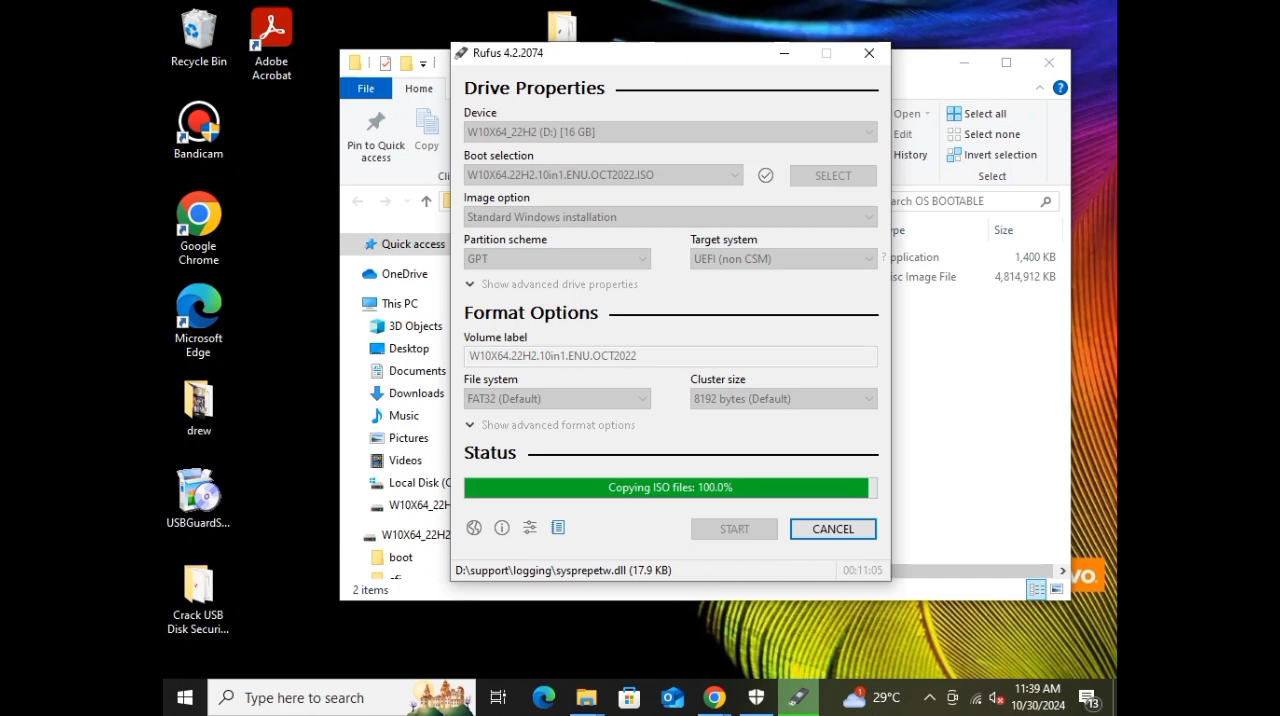 Recycle Bin
Adobe
Acrobat
Bandicam
Google
Chrome
Microsoft
Edge
drew
USBGuardS...
Crack USB
Disk Securi...
File
Home
Pin to Quick
access
Copy
Open
Edit
History
Select all
Select none
Invert selection
Select
OS BOOTABLE
Size
1,400 KB
sc Image File
4,814,912 KB
Quick access
OneDrive
This PC
3D Objects
Desktop
Documents
Downloads
Music
Pictures
Videos
Local Disk (C
W10X64_22H
W10X64_22H2
boot
2 items
Rufus 4.2.2074
Drive Properties
Device
W10X64_22H2 (D:) [16 GB]
Boot selection
W10X64.22H2.10in1.ENU.OCT2022.ISO
SELECT
Image option
Standard Windows installation
Partition scheme
Target system
GPT
UEFI (non CSM)
?
Show advanced drive properties
Format Options
Volume label
W10X64.22H2.10in1.ENU.OCT2022
File system
Cluster size
FAT32 (Default)
8192 bytes (Default)
Show advanced format options
Status
Copying ISO files: 100.0%
START
CANCEL
D:\support\logging\sysprepetw.dll (17.9 KB)
00:11:05
vo.
Type here to search
1
29°C
11:39 AM
10/30/2024
13